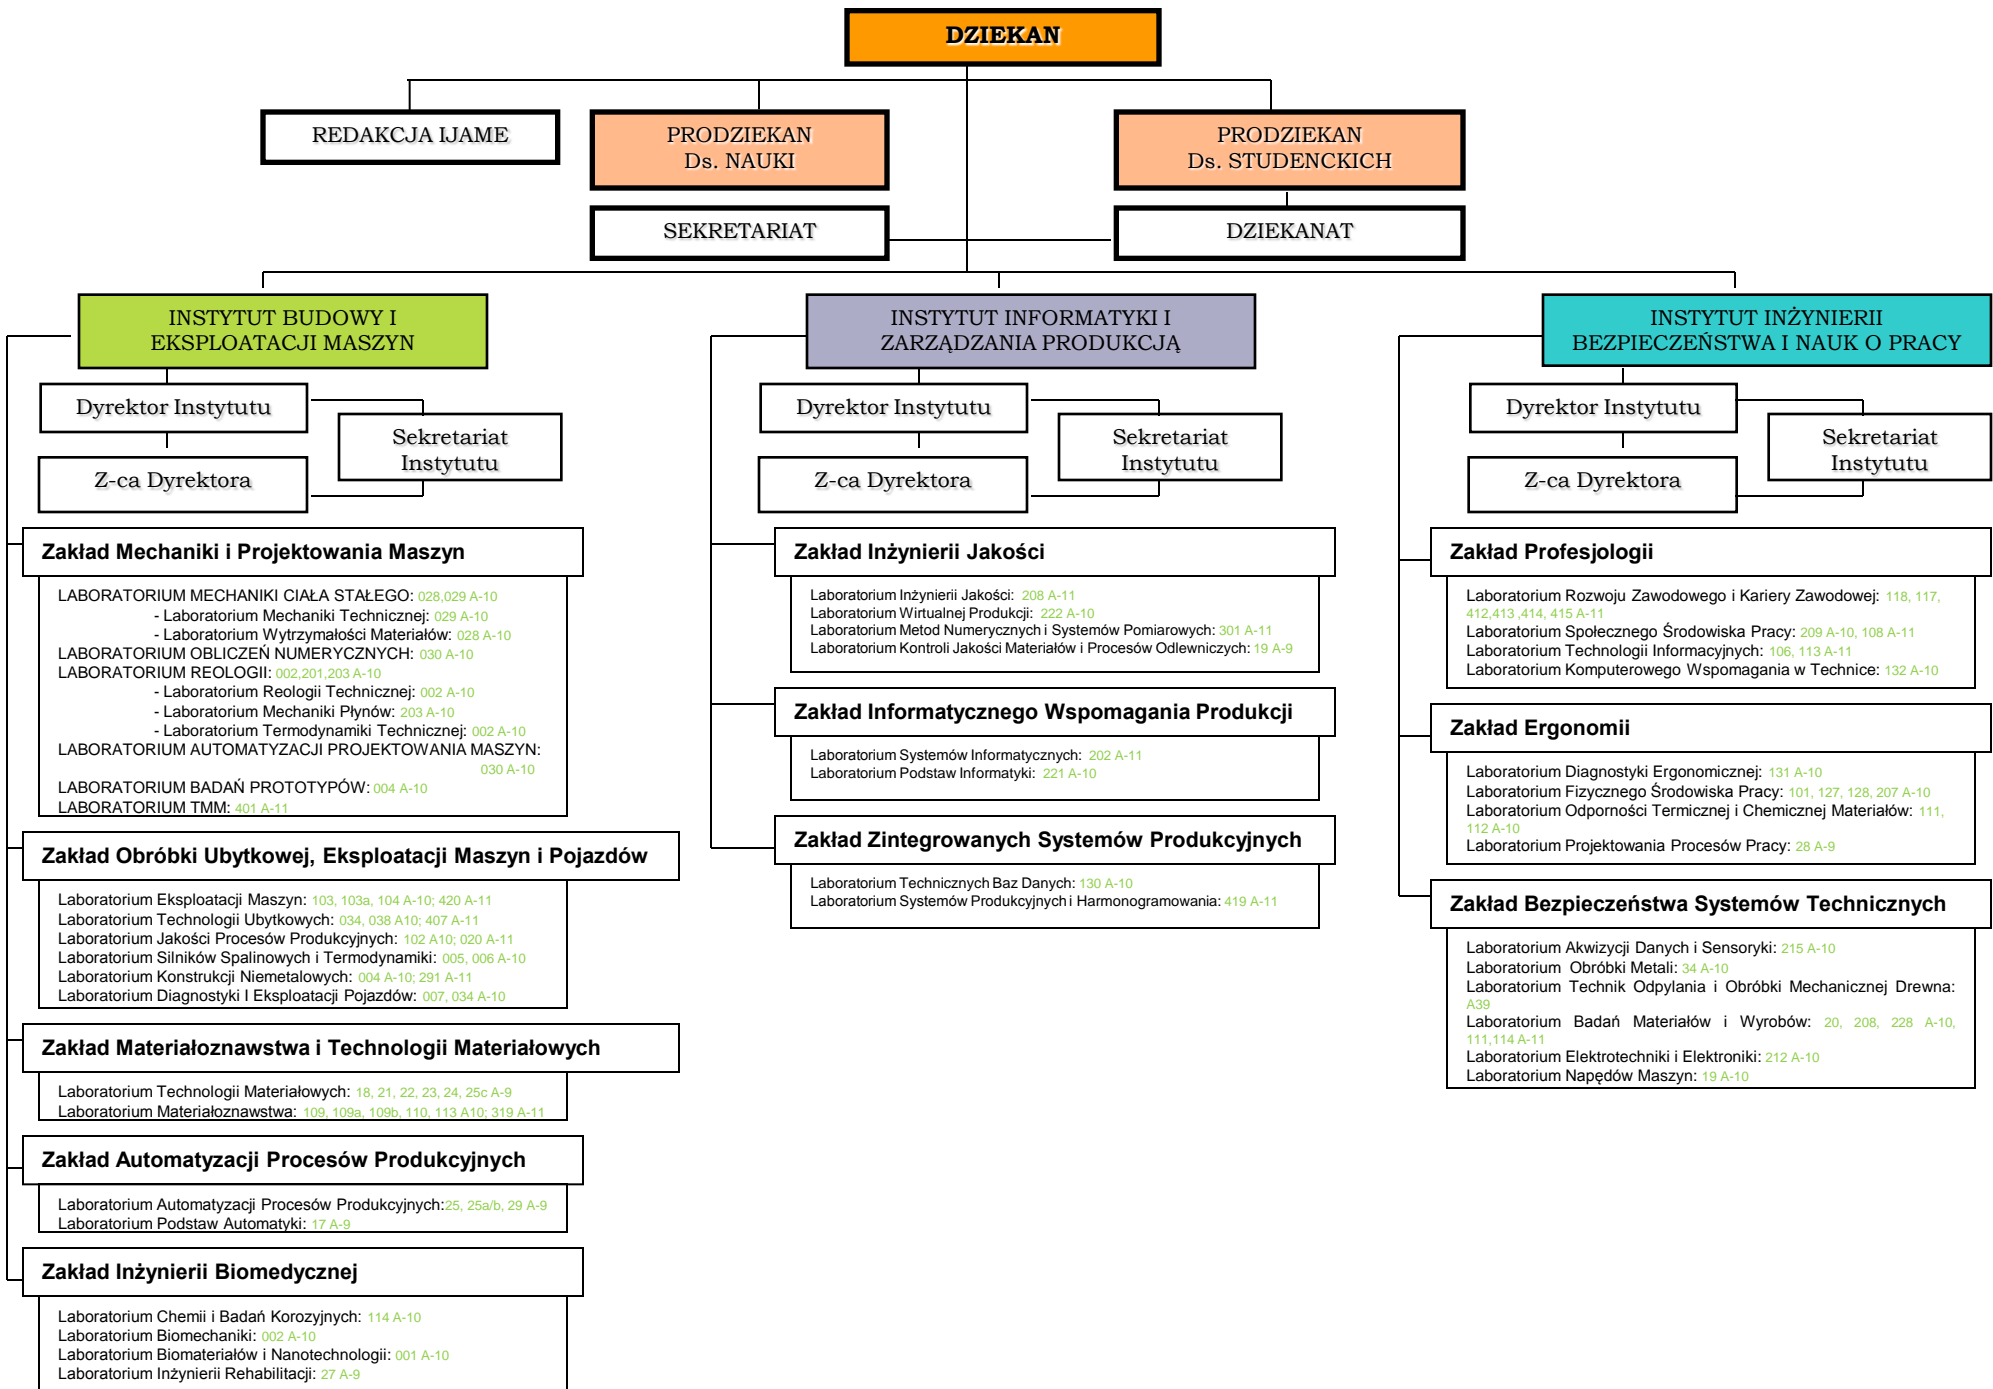 DZIEKAN
REDAKCJA IJAME
PRODZIEKAN
Ds. NAUKI
PRODZIEKAN
Ds. STUDENCKICH
SEKRETARIAT
DZIEKANAT
INSTYTUT BUDOWY I
EKSPLOATACJI MASZYN
Dyrektor Instytutu
Sekretariat
Instytutu
Z-ca Dyrektora
Zakład Mechaniki i Projektowania Maszyn
LABORATORIUM MECHANIKI CIAŁA STAŁEGO: 028,029 A-10
- Laboratorium Mechaniki Technicznej: 029 A-10
- Laboratorium Wytrzymałości Materiałów: 028 A-10
LABORATORIUM OBLICZEŃ NUMERYCZNYCH: 030 A-10
LABORATORIUM REOLOGII: 002,201,203 A-10
- Laboratorium Reologii Technicznej: 002 A-10
- Laboratorium Mechaniki Płynów: 203 A-10
- Laboratorium Termodynamiki Technicznej: 002 A-10
LABORATORIUM AUTOMATYZACJI PROJEKTOWANIA MASZYN:
030 A-10
LABORATORIUM BADAŃ PROTOTYPÓW: 004 A-10
LABORATORIUM TMM: 401 A-11
Zakład Obróbki Ubytkowej, Eksploatacji Maszyn i Pojazdów
Laboratorium Eksploatacji Maszyn: 103, 103a, 104 A-10; 420 A-11
Laboratorium Technologii Ubytkowych: 034, 038 A10; 407 A-11
Laboratorium Jakości Procesów Produkcyjnych: 102 A10; 020 A-11
Laboratorium Silników Spalinowych i Termodynamiki: 005, 006 A-10
Laboratorium Konstrukcji Niemetalowych: 004 A-10; 291 A-11
Laboratorium Diagnostyki I Eksploatacji Pojazdów: 007, 034 A-10
Zakład Materiałoznawstwa i Technologii Materiałowych
Laboratorium Technologii Materiałowych: 18, 21, 22, 23, 24, 25c A-9
Laboratorium Materiałoznawstwa: 109, 109a, 109b, 110, 113 A10; 319 A-11
Zakład Automatyzacji Procesów Produkcyjnych
Laboratorium Automatyzacji Procesów Produkcyjnych:25, 25a/b, 29 A-9
Laboratorium Podstaw Automatyki: 17 A-9
Zakład Inżynierii Biomedycznej
Laboratorium Chemii i Badań Korozyjnych: 114 A-10
Laboratorium Biomechaniki: 002 A-10
Laboratorium Biomateriałów i Nanotechnologii: 001 A-10
Laboratorium Inżynierii Rehabilitacji: 27 A-9
INSTYTUT INFORMATYKI I
ZARZĄDZANIA PRODUKCJĄ
Dyrektor Instytutu
Sekretariat
Instytutu
Z-ca Dyrektora
Zakład Inżynierii Jakości
Laboratorium Inżynierii Jakości: 208 A-11
Laboratorium Wirtualnej Produkcji: 222 A-10
Laboratorium Metod Numerycznych i Systemów Pomiarowych: 301 A-11
Laboratorium Kontroli Jakości Materiałów i Procesów Odlewniczych: 19 A-9
Zakład Informatycznego Wspomagania Produkcji
Laboratorium Systemów Informatycznych: 202 A-11
Laboratorium Podstaw Informatyki: 221 A-10
Zakład Zintegrowanych Systemów Produkcyjnych
Laboratorium Technicznych Baz Danych: 130 A-10
Laboratorium Systemów Produkcyjnych i Harmonogramowania: 419 A-11
INSTYTUT INŻYNIERII
BEZPIECZEŃSTWA I NAUK O PRACY
Dyrektor Instytutu
Sekretariat
Instytutu
Z-ca Dyrektora
Zakład Profesjologii
Laboratorium Rozwoju Zawodowego i Kariery Zawodowej: 118, 117,
412,413 ,414, 415 A-11
Laboratorium Społecznego Środowiska Pracy: 209 A-10, 108 A-11
Laboratorium Technologii Informacyjnych: 106, 113 A-11
Laboratorium Komputerowego Wspomagania w Technice: 132 A-10
Zakład Ergonomii
Laboratorium Diagnostyki Ergonomicznej: 131 A-10
Laboratorium Fizycznego Środowiska Pracy: 101, 127, 128, 207 A-10
Laboratorium Odporności Termicznej i Chemicznej Materiałów: 111,
112 A-10
Laboratorium Projektowania Procesów Pracy: 28 A-9
Zakład Bezpieczeństwa Systemów Technicznych
Laboratorium Akwizycji Danych i Sensoryki: 215 A-10
Laboratorium Obróbki Metali: 34 A-10
Laboratorium Technik Odpylania i Obróbki Mechanicznej Drewna:
A39
Laboratorium Badań Materiałów i Wyrobów: 20, 208, 228 A-10,
111,114 A-11
Laboratorium Elektrotechniki i Elektroniki: 212 A-10
Laboratorium Napędów Maszyn: 19 A-10